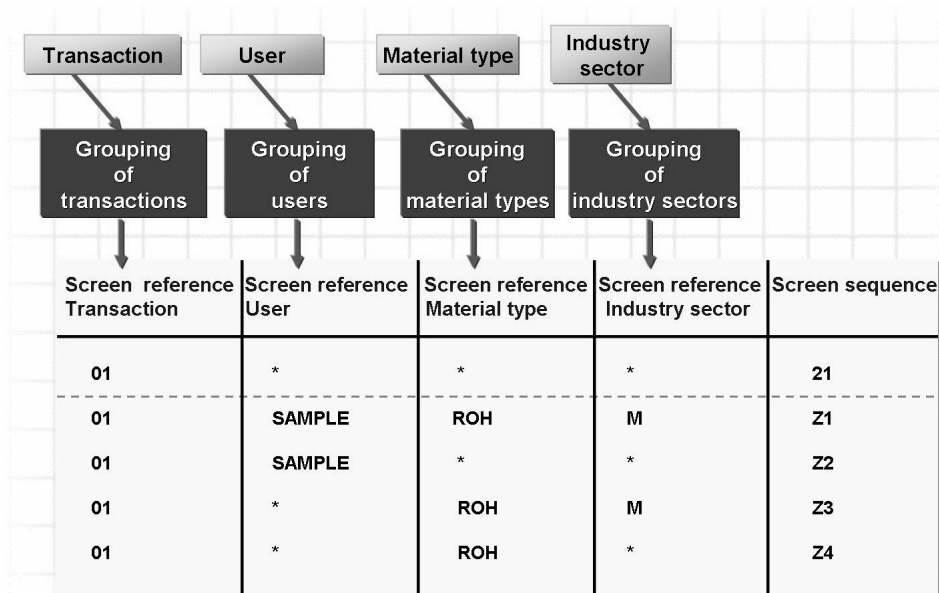 Transaction
User
Material type
Industry
sector
Grouping
of
transactions
Grouping
of
users
Grouping
of
material types
Grouping
of
industry sectors
Screen reference
Transaction
Screen reference
User
Screen reference
Material type
Screen reference
Industry sector
Screen sequence
01 * * * 21
01 SAMPLE ROH M Z1
01 SAMPLE * * Z2
01 * ROH M Z3
01 * ROH * Z4